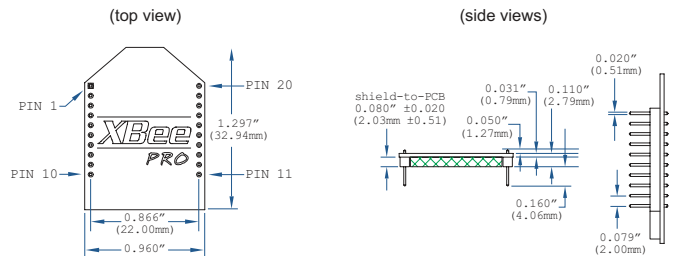 (top view)
PIN 1
PIN 20
XBee
PRO
1.297"
(32.94mm)
PIN 10
PIN 11
0.866"
(22.00mm)
0.960"
(side views)
shield-to-PCB
0.080" ±0.020
(2.03mm ±0.51)
0.031"
(0.79mm)
0.110"
(2.79mm)
0.050"
(1.27mm)
0.160"
(4.06mm)
0.020"
(0.51mm)
0.079"
(2.00mm)